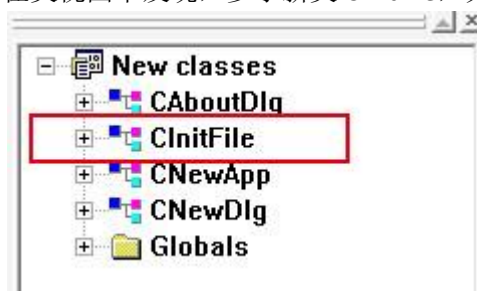 New classes
CAboutDlg
CInitFile
CNewApp
CNewDlg
Globals